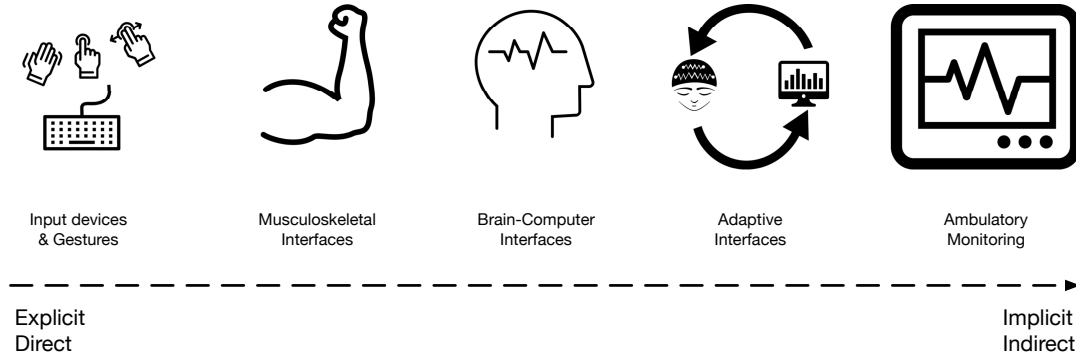 Input devices
& Gestures
Musculoskeletal
Interfaces
Brain-Computer
Interfaces
Adaptive
Interfaces
Ambulatory
Monitoring
Explicit
Direct
Implicit
Indirect